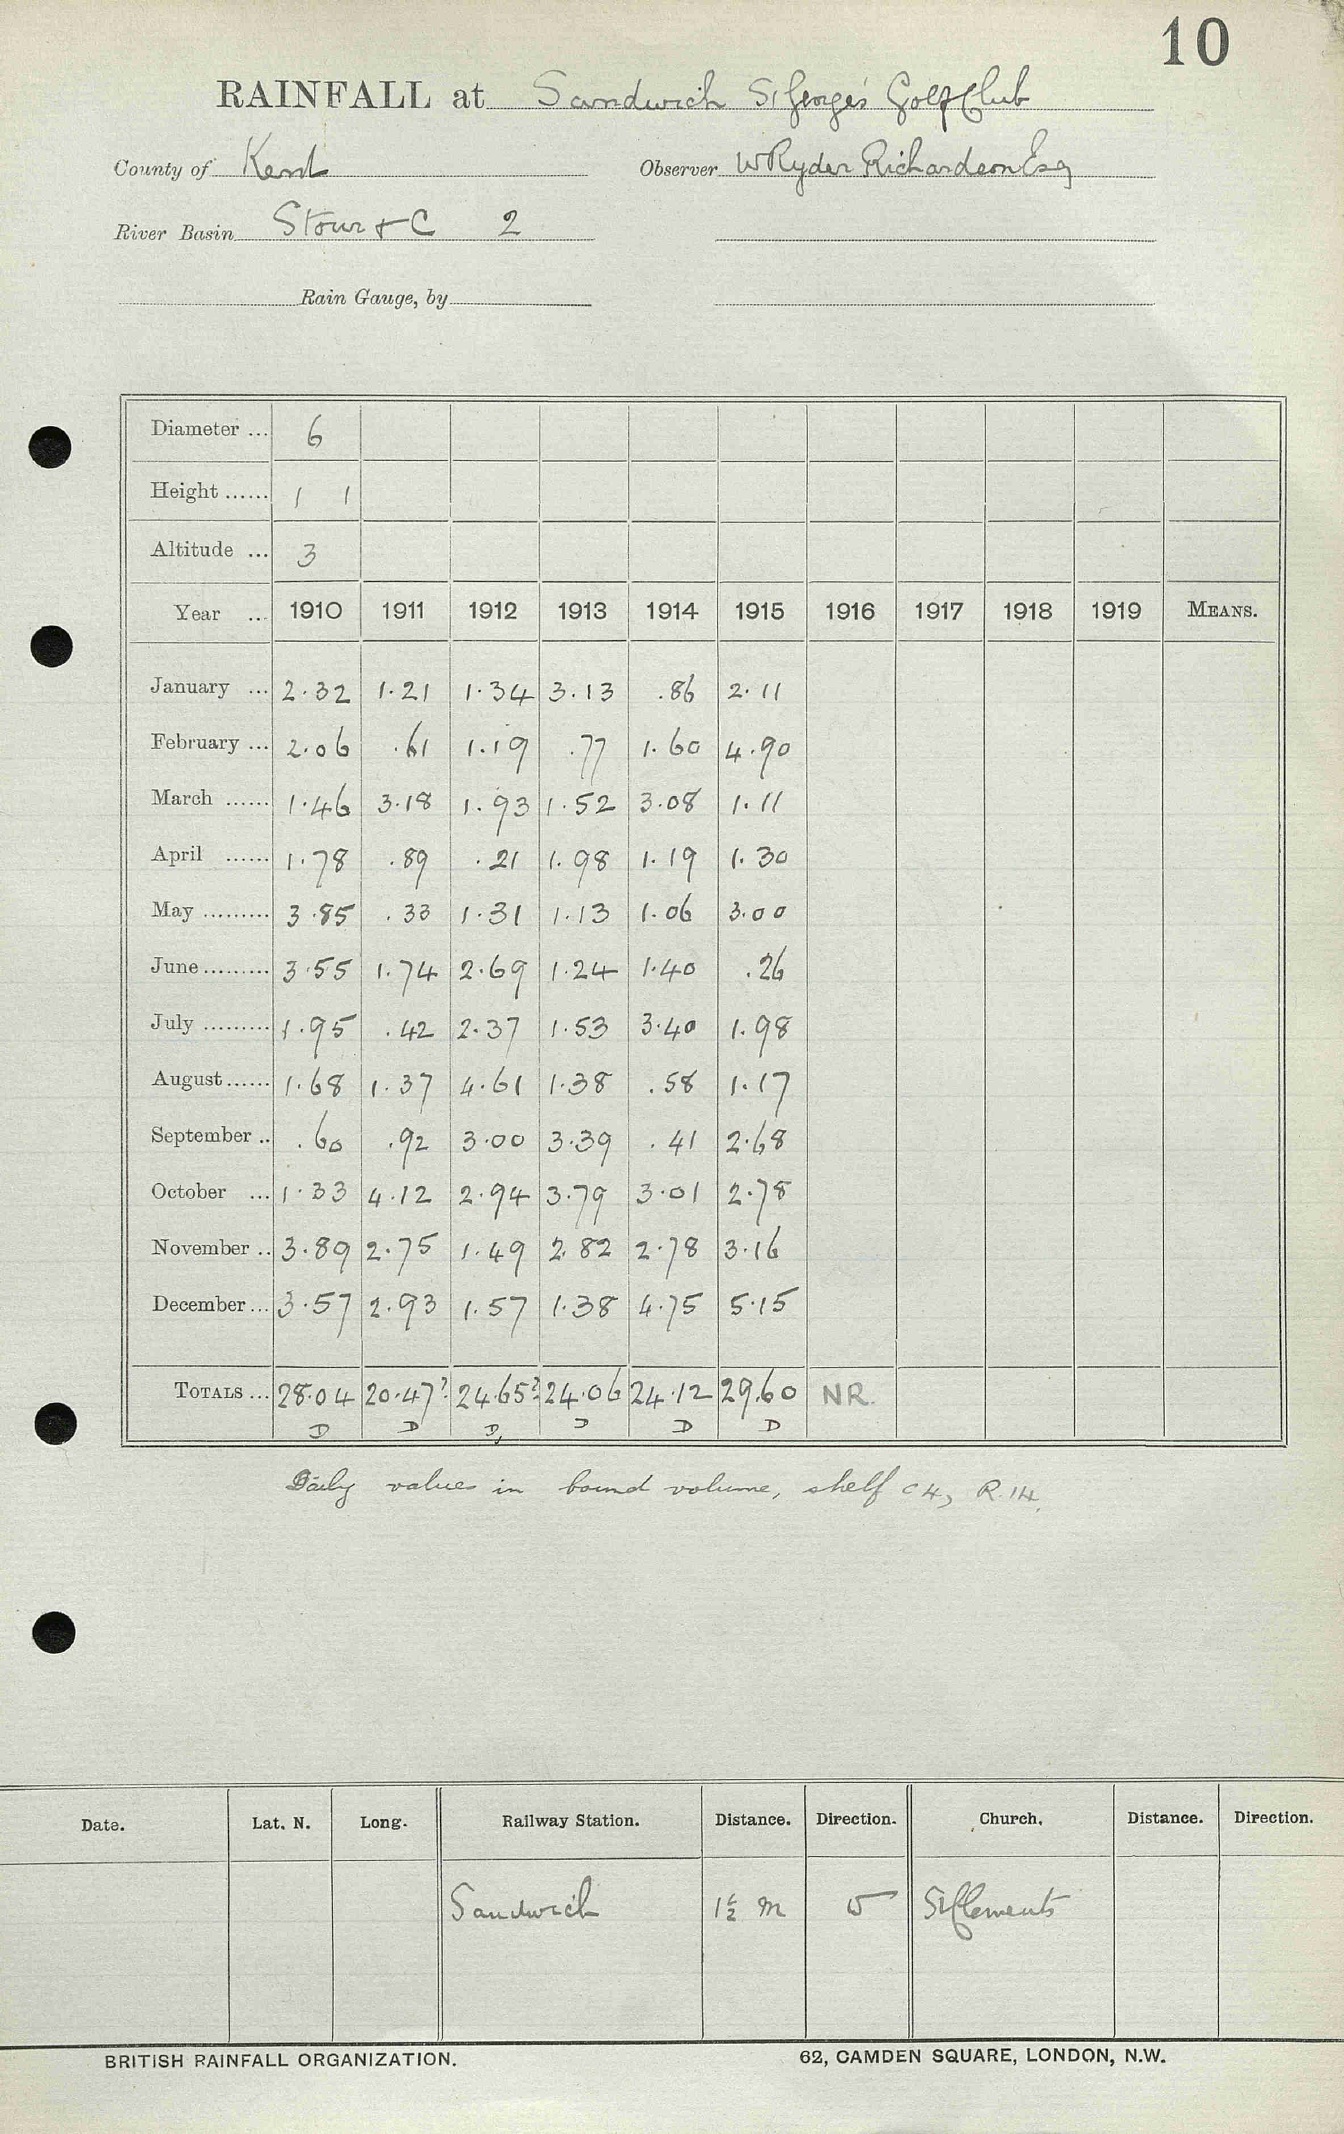 10
RAINFALL at Sandwich St George's Golf Club
County of Kent Observer W Ryder Richardson Esq
River Basin Stour & C 2
Rain Gauge, by
Diameter ... 6
Height ...... 1 1
Altitude ... 3
Year ... 1910 1911 1912 1913 1914 1915 1916 1917 1918 1919 MEANS.
January ... 2.32 1.21 1.34 3.13 .86 2.11
February ... 2.06 .61 1.19 .77 1.60 4.90
March ...... 1.46 3.18 1.93 1.52 3.08 1.11
April ...... 1.78 .89 .21 1.98 1.19 1.30
May ......... 3.85 .33 1.31 1.13 1.06 3.00
June ......... 3.55 1.74 2.69 1.24 1.40 .26
July ......... 1.95 .42 2.37 1.53 3.40 1.98
August ...... 1.68 1.37 4.61 1.38 .58 1.17
September .. .60 .92 3.00 3.39 .41 2.68
October ... 1.33 4.12 2.94 3.79 3.01 2.78
November .. 3.89 2.75 1.49 2.82 2.78 3.16
December ... 3.57 2.93 1.57 1.38 4.75 5.15
TOTALS ... 28.04 20.47? 24.65? 24.06 24.12 29.60 NR.
D D D, D D D
Daily values in bound volume, shelf C4, R.14.
Date. Lat. N. Long. Railway Station. Distance. Direction. Church. Distance. Direction.
Sandwich 1½ m W St Clements
BRITISH RAINFALL ORGANIZATION. 62, CAMDEN SQUARE, LONDON, N.W.